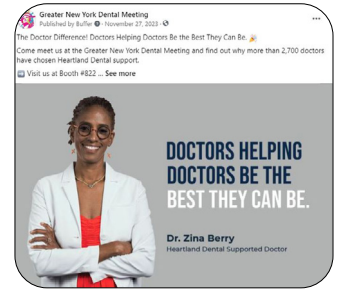 Greater New York Dental Meeting
Published by Buffer · November 27, 2023 ·
The Doctor Difference! Doctors Helping Doctors Be the Best They Can Be. 🎉
Come meet us at the Greater New York Dental Meeting and find out why more than 2,700 doctors
have chosen Heartland Dental support.
➡️ Visit us at Booth #822 ... See more
DOCTORS HELPING
DOCTORS BE THE
BEST THEY CAN BE.
Dr. Zina Berry
Heartland Dental Supported Doctor